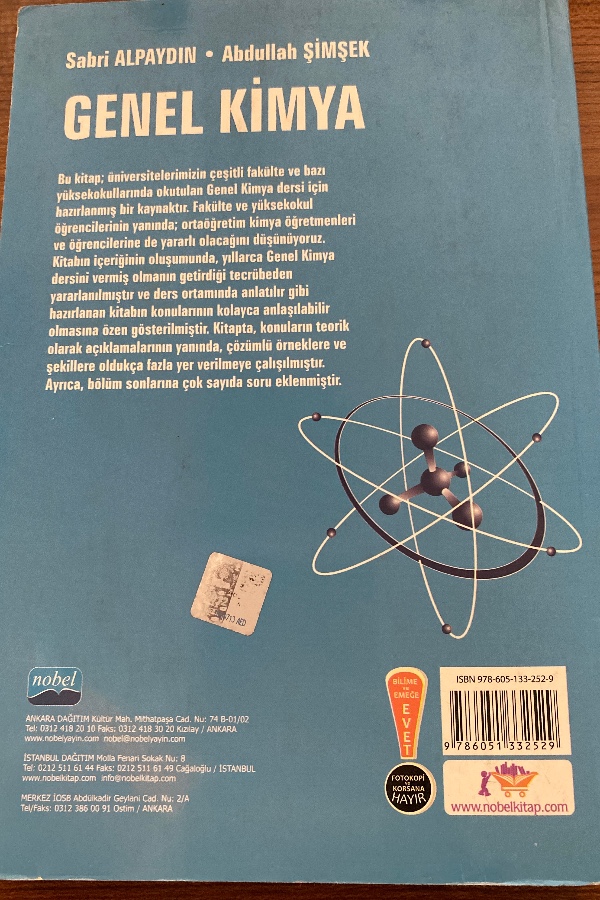 Sabri ALPAYDIN • Abdullah ŞİMŞEK
GENEL KİMYA
Bu kitap; üniversitelerimizin çeşitli fakülte ve bazı
yüksekokullarında okutulan Genel Kimya dersi için
hazırlanmış bir kaynaktır. Fakülte ve yüksekokul
öğrencilerinin yanında; ortaöğretim kimya öğretmenleri
ve öğrencilerine de yararlı olacağını düşünüyoruz.
Kitabın içeriğinin oluşumunda, yıllarca Genel Kimya
dersini vermiş olmanın getirdiği tecrübeden
yararlanılmıştır ve ders ortamında anlatılır gibi
hazırlanan kitabın konularının kolayca anlaşılabilir
olmasına özen gösterilmiştir. Kitapta, konuların teorik
olarak açıklamalarının yanında, çözümlü örneklere ve
şekillere oldukça fazla yer verilmeye çalışılmıştır.
Ayrıca, bölüm sonlarına çok sayıda soru eklenmiştir.
nobel
ANKARA DAĞITIM Kültür Mah. Mithatpaşa Cad. Nu: 74 B-01/02
Tel: 0312 418 20 10 Faks: 0312 418 30 20 Kızılay / ANKARA
www.nobelyayin.com nobel@nobelyayin.com
İSTANBUL DAĞITIM Molla Fenari Sokak Nu: 8
Tel: 0212 511 61 44 Faks: 0212 511 61 49 Cağaloğlu / İSTANBUL
www.nobelkitap.com info@nobelkitap.com
MERKEZ İOSB Abdülkadir Geylani Cad. Nu: 2/A
Tel/Faks: 0312 386 00 91 Ostim / ANKARA
BİLİME ve EMEĞE
EVET
FOTOKOPİ ve
KORSANA
HAYIR
ISBN 978-605-133-252-9
9 786051 332529
www.nobelkitap.com